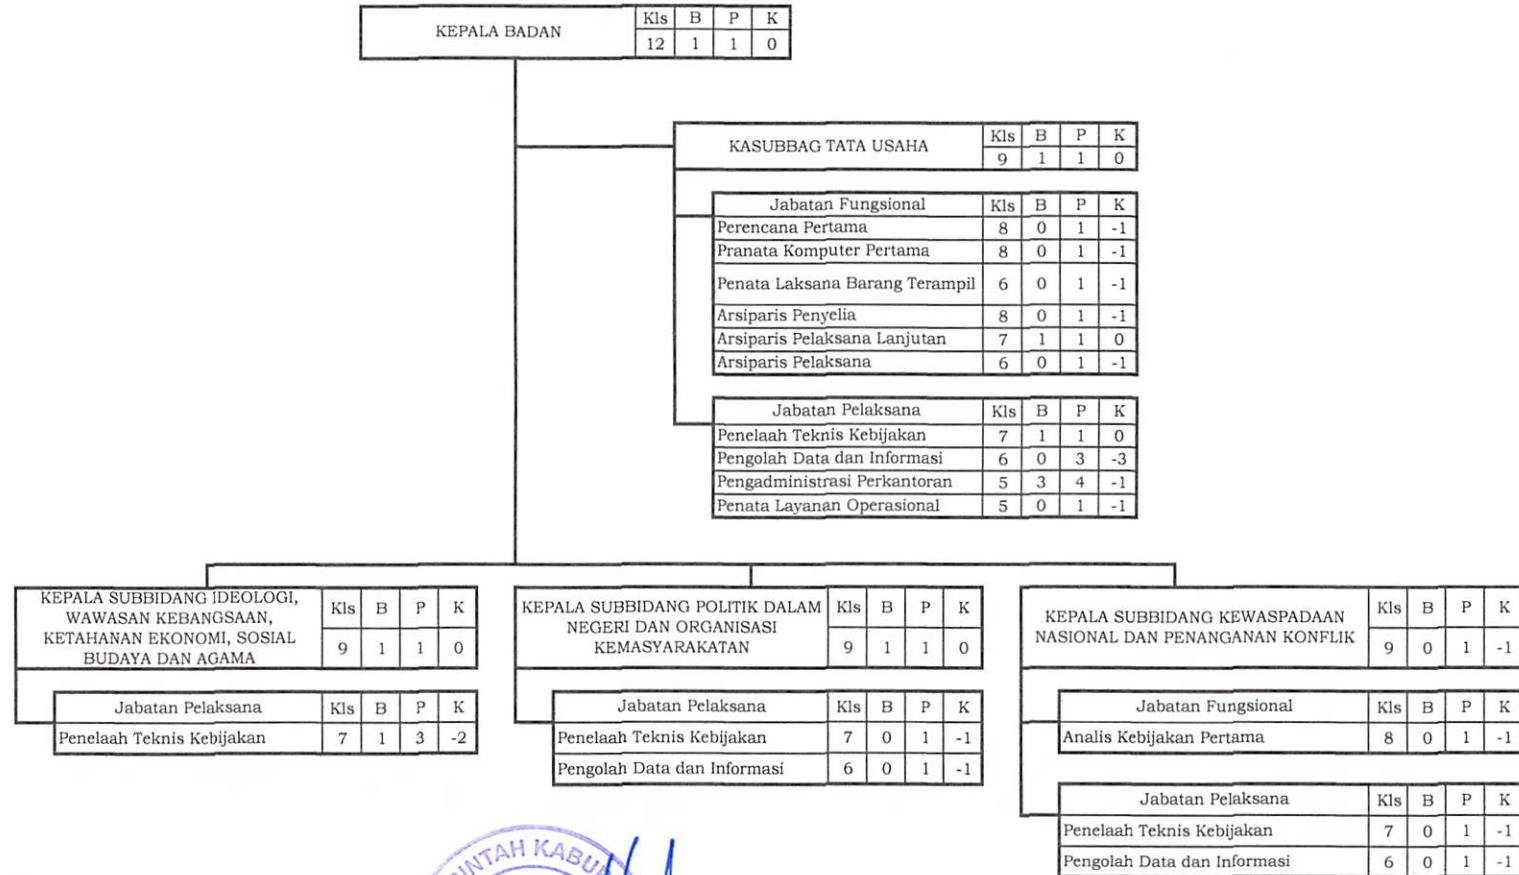 KEPALA BADAN
Kls B P K
12 1 1 0
KASUBBAG TATA USAHA
Kls B P K
9 1 1 0
Jabatan Fungsional Kls B P K
Perencana Pertama 8 0 1 -1
Pranata Komputer Pertama 8 0 1 -1
Penata Laksana Barang Terampil 6 0 1 -1
Arsiparis Penyelia 8 0 1 -1
Arsiparis Pelaksana Lanjutan 7 1 1 0
Arsiparis Pelaksana 6 0 1 -1
Jabatan Pelaksana Kls B P K
Penelaah Teknis Kebijakan 7 1 1 0
Pengolah Data dan Informasi 6 0 3 -3
Pengadministrasi Perkantoran 5 3 4 -1
Penata Layanan Operasional 5 0 1 -1
KEPALA SUBBIDANG IDEOLOGI,
WAWASAN KEBANGSAAN,
KETAHANAN EKONOMI, SOSIAL
BUDAYA DAN AGAMA
Kls B P K
9 1 1 0
Jabatan Pelaksana Kls B P K
Penelaah Teknis Kebijakan 7 1 3 -2
KEPALA SUBBIDANG POLITIK DALAM
NEGERI DAN ORGANISASI
KEMASYARAKATAN
Kls B P K
9 1 1 0
Jabatan Pelaksana Kls B P K
Penelaah Teknis Kebijakan 7 0 1 -1
Pengolah Data dan Informasi 6 0 1 -1
KEPALA SUBBIDANG KEWASPADAAN
NASIONAL DAN PENANGANAN KONFLIK
Kls B P K
9 0 1 -1
Jabatan Fungsional Kls B P K
Analis Kebijakan Pertama 8 0 1 -1
Jabatan Pelaksana Kls B P K
Penelaah Teknis Kebijakan 7 0 1 -1
Pengolah Data dan Informasi 6 0 1 -1